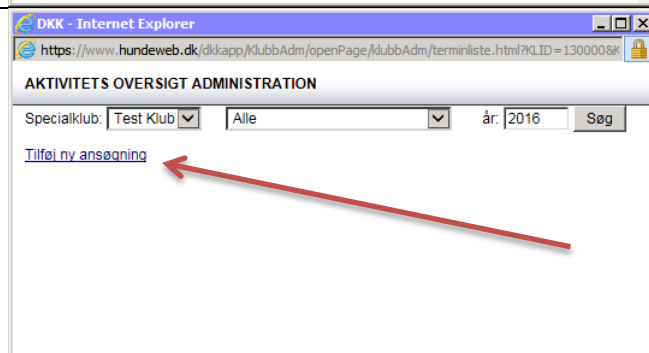 DKK - Internet Explorer
https://www.hundeweb.dk/dkkapp/KlubbAdm/openPage/klubbAdm/terminliste.html?KLID=130000&K
AKTIVITETS OVERSIGT ADMINISTRATION
Specialklub: Test Klub Alle år: 2016 Søg
Tilføj ny ansøgning